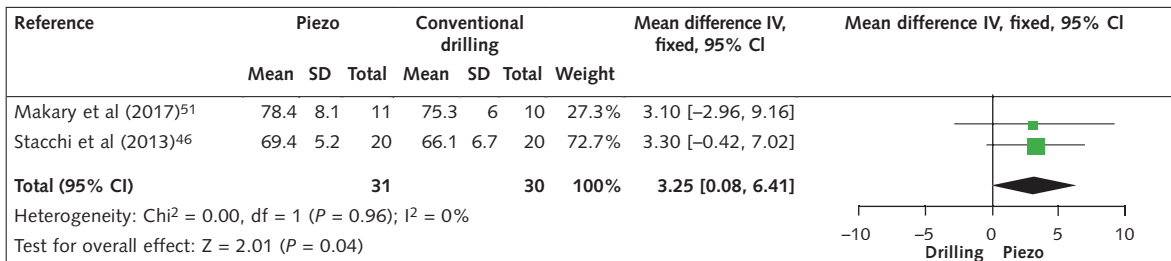 Reference Piezo Conventional drilling Mean difference IV, fixed, 95% CI Mean difference IV, fixed, 95% CI
Mean SD Total Mean SD Total Weight
Makary et al (2017)51 78.4 8.1 11 75.3 6 10 27.3% 3.10 [–2.96, 9.16]
Stacchi et al (2013)46 69.4 5.2 20 66.1 6.7 20 72.7% 3.30 [–0.42, 7.02]
Total (95% CI) 31 30 100% 3.25 [0.08, 6.41]
Heterogeneity: Chi2 = 0.00, df = 1 (P = 0.96); I2 = 0%
Test for overall effect: Z = 2.01 (P = 0.04)
–10 –5 0 5 10
Drilling Piezo